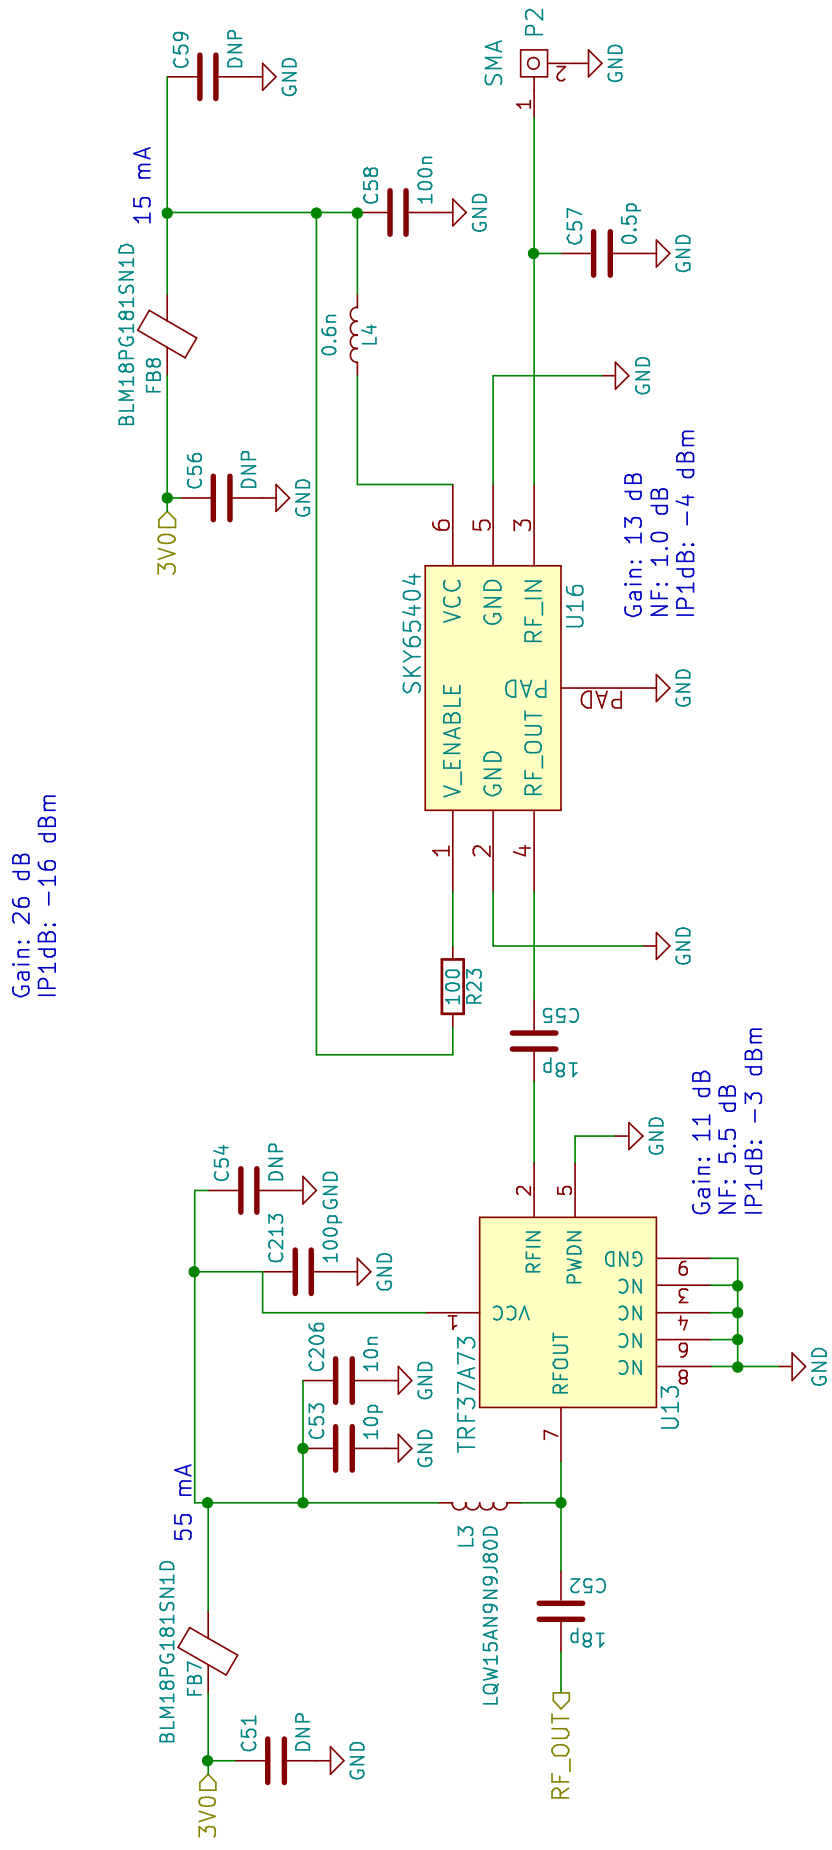 Gain: 26 dB
IP1dB: −16 dBm
3V0
C51
DNP
GND
FB7
BLM18PG181SN1D
55 mA
C54
DNP
GND
C213
100p
GND
C206
10n
GND
C53
10p
GND
L3
LQW15AN9N9J80D
C52
18p
RF_OUT
TRF37A73
U13
VCC
1
RFIN
2
PWDN
5
RFOUT
7
GND
9
NC
3
NC
4
NC
6
NC
8
GND
GND
Gain: 11 dB
NF: 5.5 dB
IP1dB: −3 dBm
C55
18p
R23
100
GND
SKY65404
U16
V_ENABLE
1
GND
2
RF_OUT
4
VCC
6
GND
5
RF_IN
3
PAD
PAD
GND
Gain: 13 dB
NF: 1.0 dB
IP1dB: −4 dBm
3V0
C56
DNP
GND
FB8
BLM18PG181SN1D
15 mA
C59
DNP
GND
C58
100n
GND
L4
0.6n
GND
C57
0.5p
GND
SMA
P2
1
2
GND